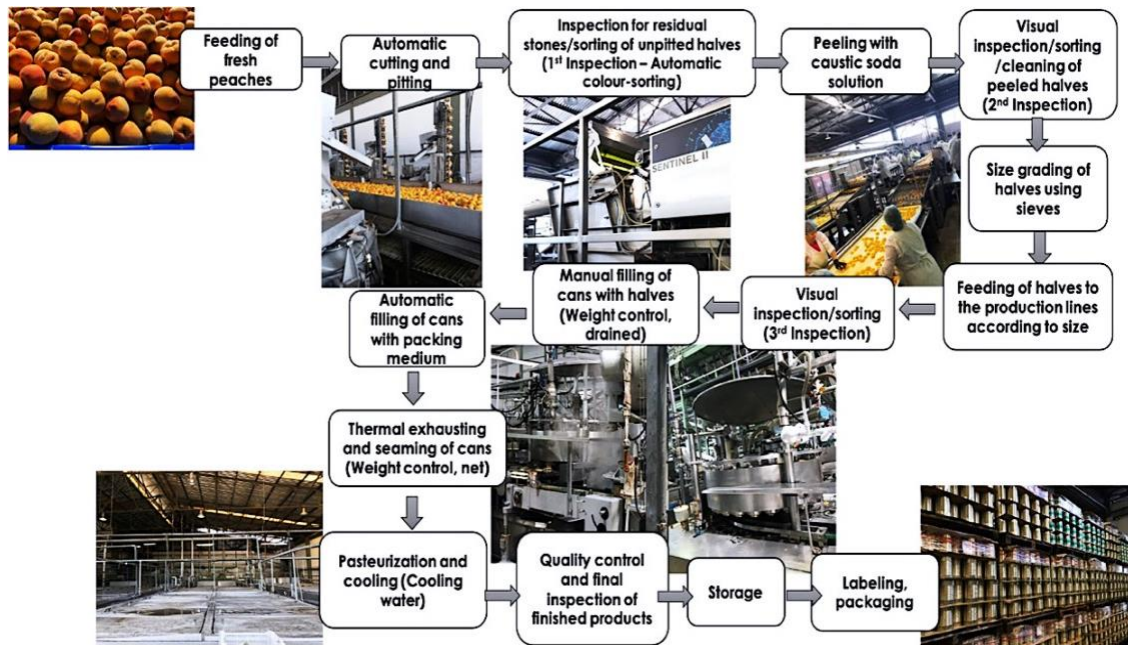 Feeding of
fresh
peaches
Automatic
cutting and
pitting
Inspection for residual
stones/sorting of unpitted halves
(1st Inspection – Automatic
colour-sorting)
Peeling with
caustic soda
solution
Visual
inspection/sorting
/cleaning of
peeled halves
(2nd Inspection)
SENTINEL II
Size grading of
halves using
sieves
Feeding of halves to
the production lines
according to size
Visual
inspection/sorting
(3rd Inspection)
Manual filling of
cans with halves
(Weight control,
drained)
Automatic
filling of cans
with packing
medium
Thermal exhausting
and seaming of cans
(Weight control, net)
Pasteurization and
cooling (Cooling
water)
Quality control
and final
inspection of
finished products
Storage
Labeling,
packaging